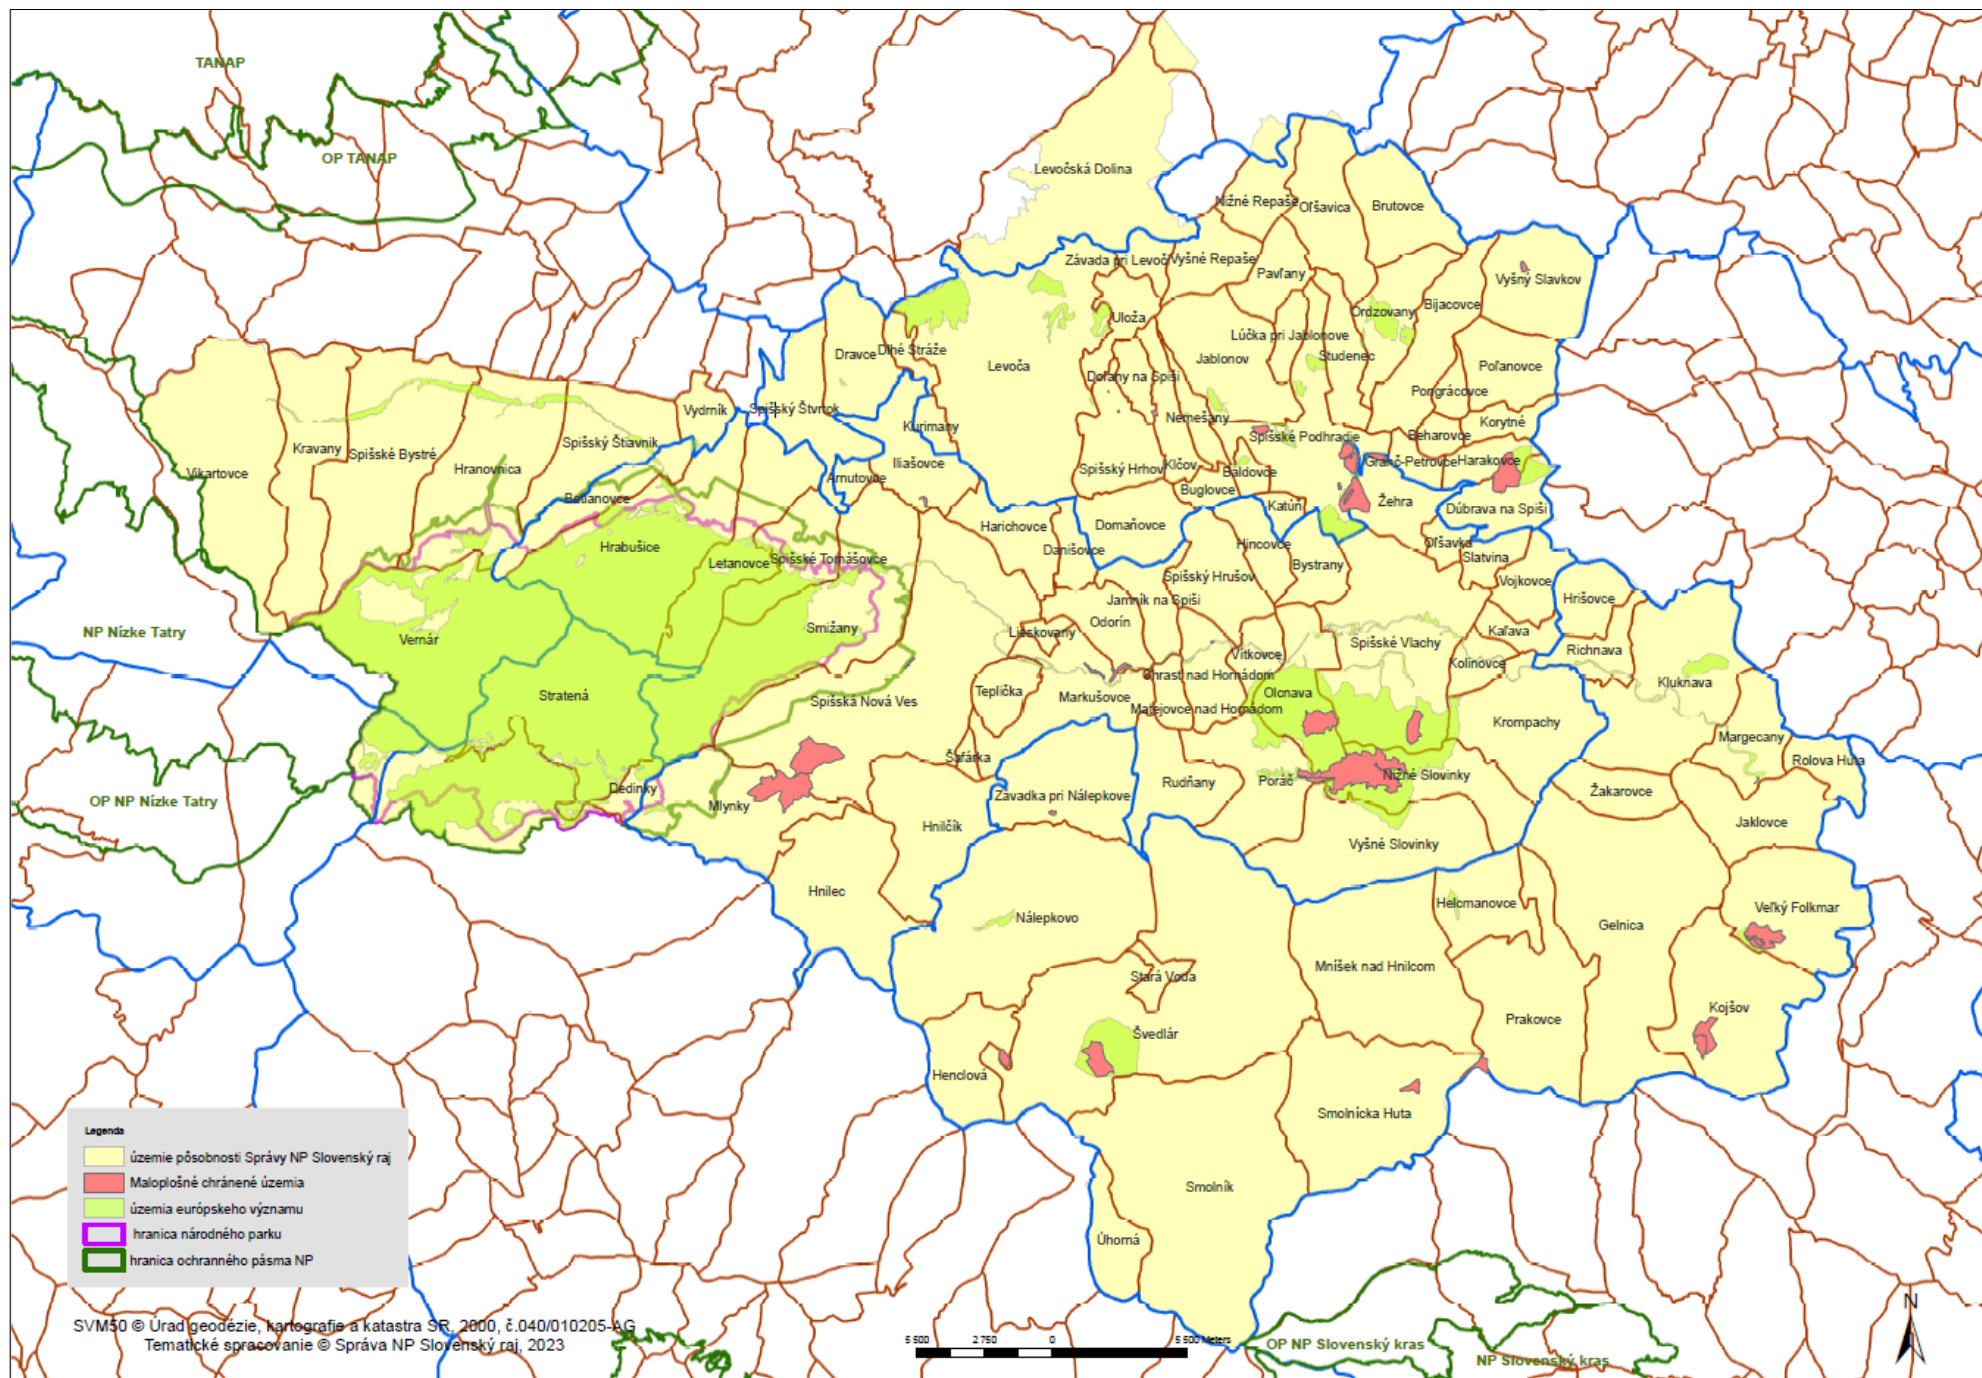 TANAP
OP TANAP
Levočská Dolina
Nižné Repaše
Oľšavica
Brutovce
Závada pri Levoči
Vyšné Repaše
Pavľany
Vyšný Slavkov
Uloža
Ordzovany
Bijacovce
Dravce
Dlhé Stráže
Levoča
Lúčka pri Jablonove
Jablonov
Studenec
Poľanovce
Doľany na Spiši
Pongrácovce
Vydrník
Spišský Štvrtok
Kurimany
Nemešany
Korytné
Spišské Podhradie
Beharovce
Kravany
Spišské Bystré
Spišský Štiavnik
Vikartovce
Hranovnica
Iliašovce
Arnutovce
Spišský Hrhov
Klčov
Baldovce
Granč-Petrovce
Harakovce
Betlanovce
Buglovce
Katúň
Žehra
Dúbrava na Spiši
Harichovce
Domaňovce
Danišovce
Hincovce
Oľšavka
Hrabušice
Letanovce
Spišské Tomášovce
Bystrany
Slatvina
Spišský Hrušov
Vojkovce
Jamník na Spiši
Hrišovce
NP Nízke Tatry
Vernár
Smižany
Lieskovany
Odorín
Kaľava
Spišské Vlachy
Richnava
Vítkovce
Kolinovce
Stratená
Spišská Nová Ves
Teplička
Markušovce
Chrasť nad Hornádom
Olcnava
Kluknava
Matejovce nad Hornádom
Krompachy
Margecany
Šafárka
Rolova Huta
OP NP Nízke Tatry
Dedinky
Mlynky
Závadka pri Nálepkove
Rudňany
Poráč
Nižné Slovinky
Žakarovce
Hnilčík
Jaklovce
Vyšné Slovinky
Hnilec
Nálepkovo
Helcmanovce
Gelnica
Veľký Folkmar
Stará Voda
Mníšek nad Hnilcom
Švedlár
Prakovce
Kojšov
Henclová
Smolnícka Huta
Smolník
Úhorná
Legenda
územie pôsobnosti Správy NP Slovenský raj
Maloplošné chránené územia
územia európskeho významu
hranica národného parku
hranica ochranného pásma NP
SVM50 © Úrad geodézie, kartografie a katastra SR, 2000, č.040/010205-AG
Tematické spracovanie © Správa NP Slovenský raj, 2023
5 500 2 750 0 5 500 Meters
OP NP Slovenský kras
NP Slovenský kras
N